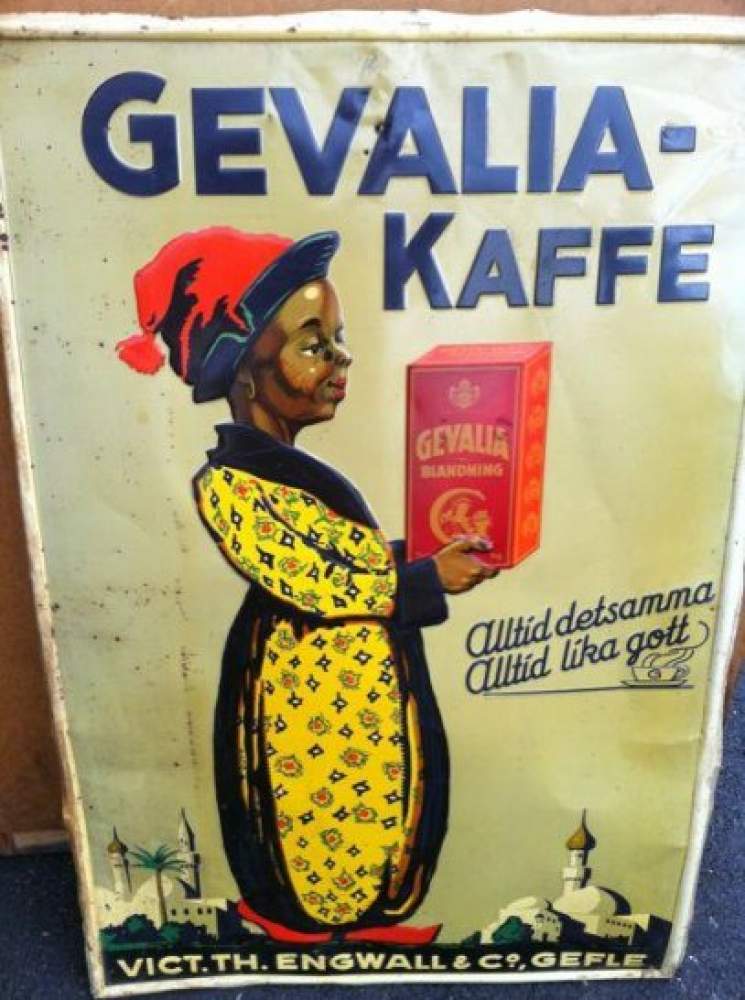 GEVALIA-
KAFFE
GEVALIA
BLANDNING
Alltid detsamma
Alltid lika gott
VICT. TH. ENGWALL & Cº., GEFLE